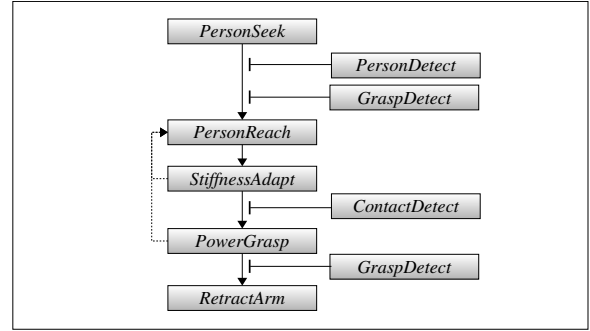 PersonSeek
PersonDetect
GraspDetect
PersonReach
StiffnessAdapt
ContactDetect
PowerGrasp
GraspDetect
RetractArm